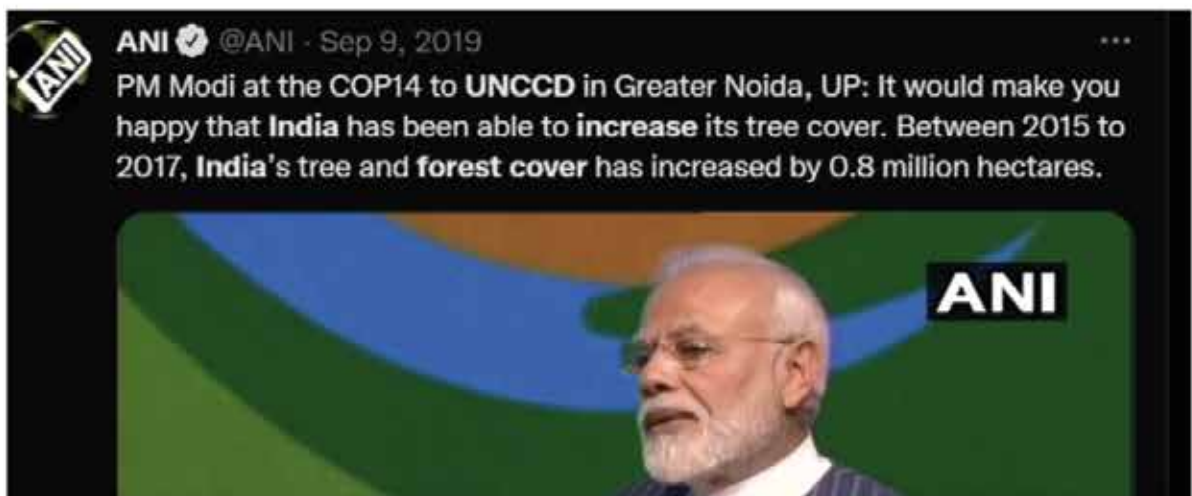 ANI @ANI · Sep 9, 2019
PM Modi at the COP14 to UNCCD in Greater Noida, UP: It would make you
happy that India has been able to increase its tree cover. Between 2015 to
2017, India's tree and forest cover has increased by 0.8 million hectares.
ANI
ANI